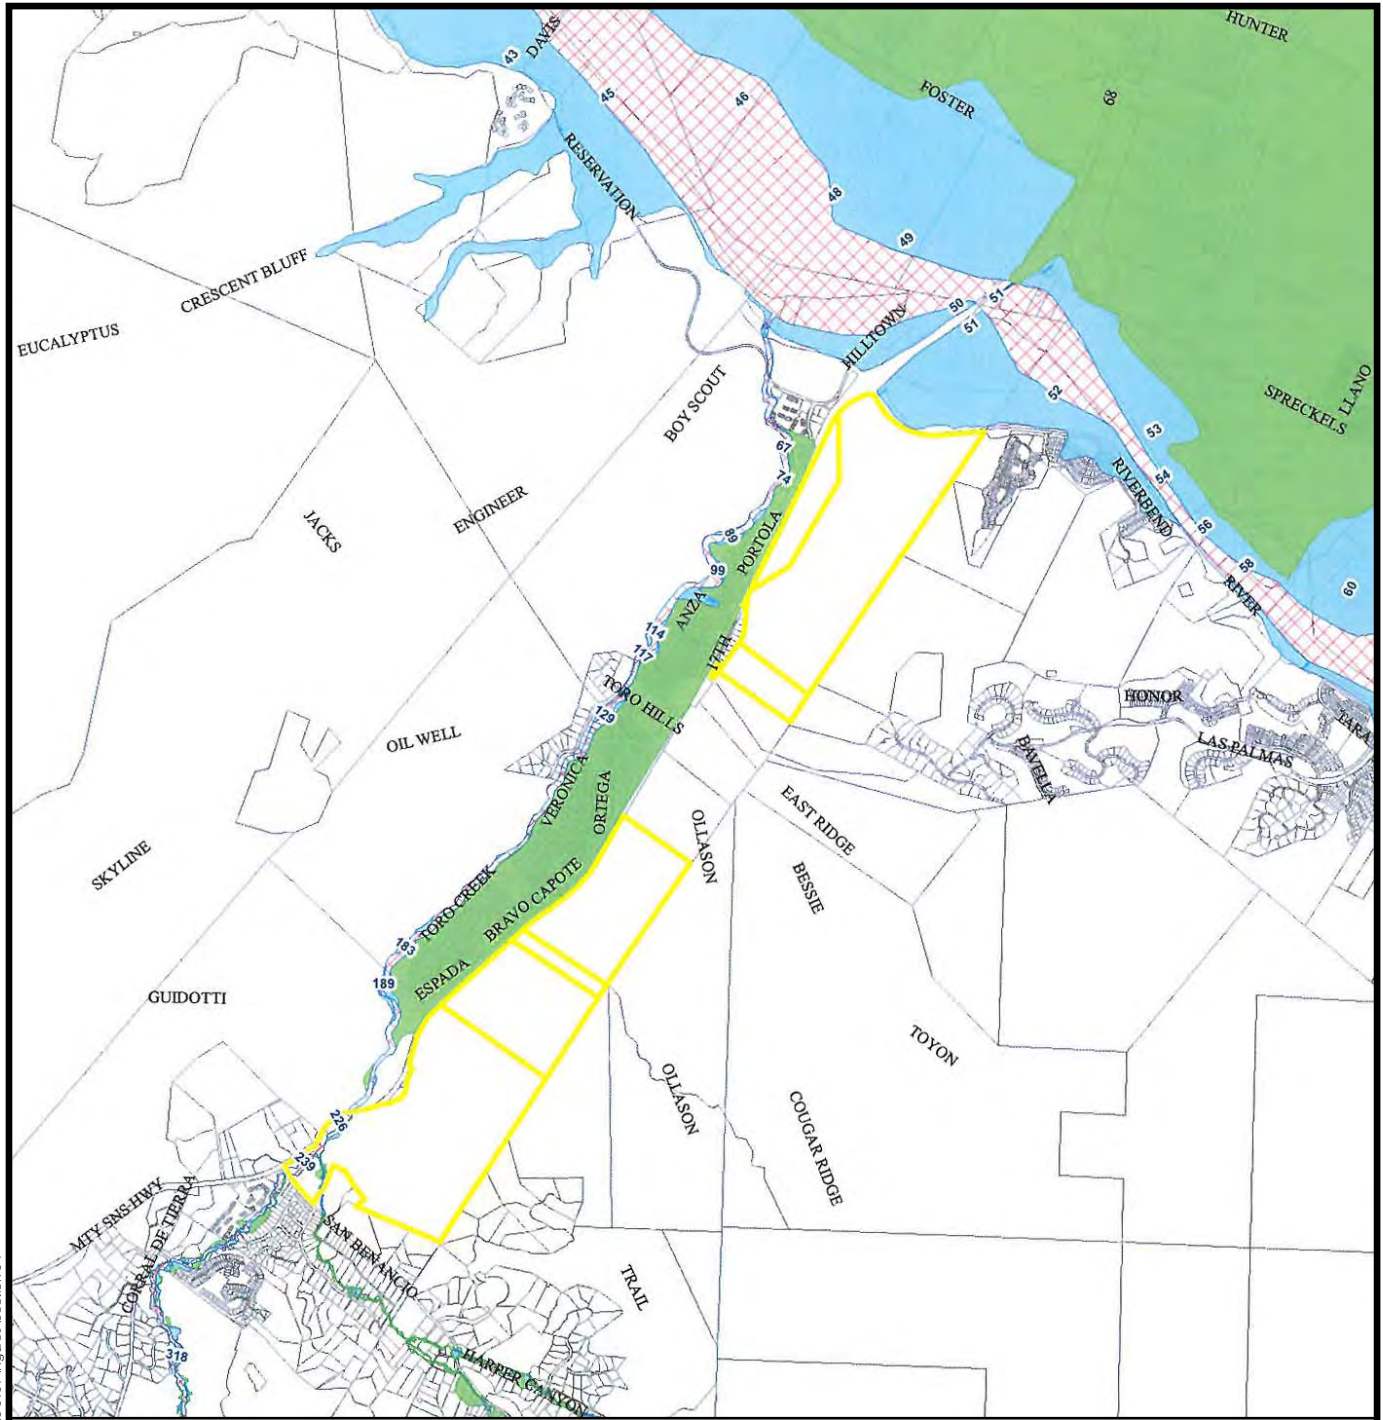 HUNTER
DAVIS
43
45
46
FOSTER
68
RESERVATION
48
49
CRESCENT BLUFF
EUCALYPTUS
50
51
51
HILLTOWN
BOY SCOUT
52
53
SPRECKELS
LLANO
67
74
54
RIVERBEND
56
58
60
RIVER
ENGINEER
JACKS
89
PORTOLA
99
ANZA
114
117
17TH
TORO HILLS
129
HONOR
TARA
LAS PALMAS
BAVELLA
OIL WELL
VERONICA
ORTEGA
OLLASON
EAST RIDGE
BESSIE
SKYLINE
TORO CREEK
BRAVO CAPOTE
183
189
ESPADA
GUIDOTTI
TOYON
OLLASON
COUGAR RIDGE
226
239
MTY SNS-HWY
CORRAL DE TIERRA
SAN BENANCIO
TRAIL
318
HARPER CANYON